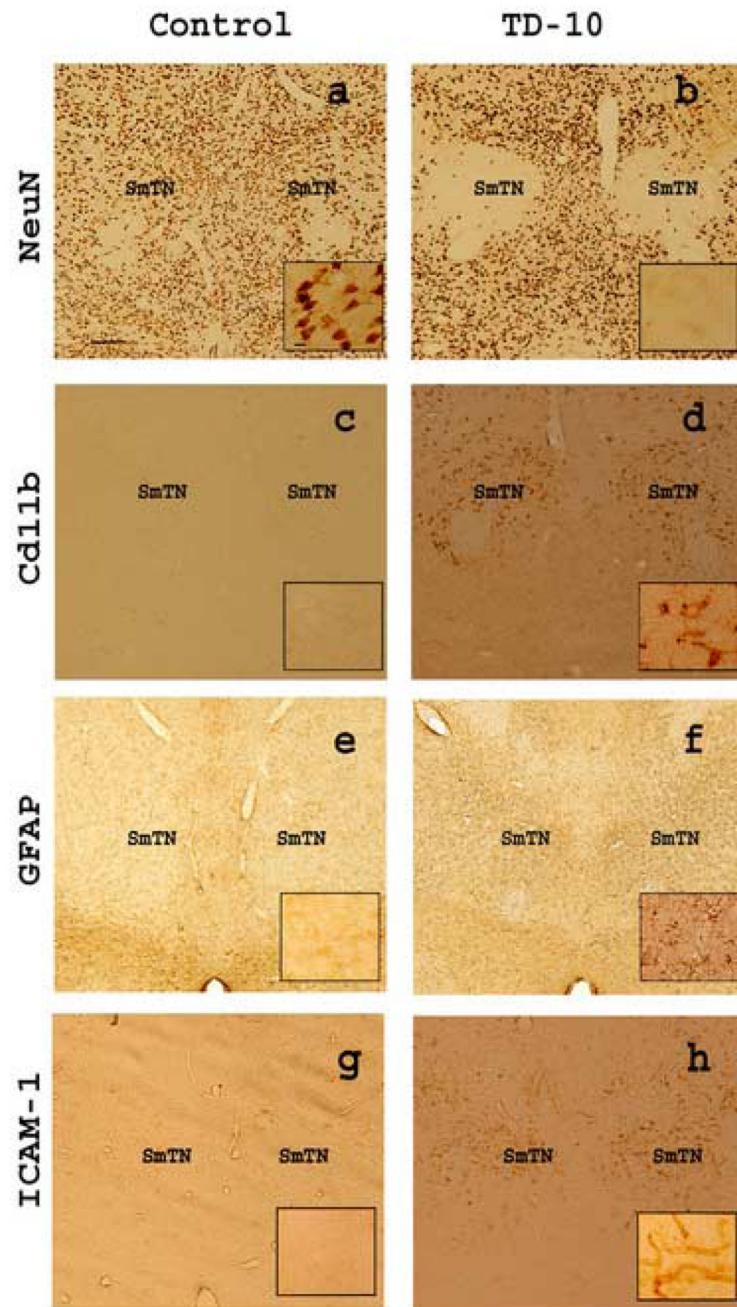 Control TD-10
NeuN
a
SmTN SmTN
b
SmTN SmTN
Cd11b
c
SmTN SmTN
d
SmTN SmTN
GFAP
e
SmTN SmTN
f
SmTN SmTN
ICAM-1
g
SmTN SmTN
h
SmTN SmTN